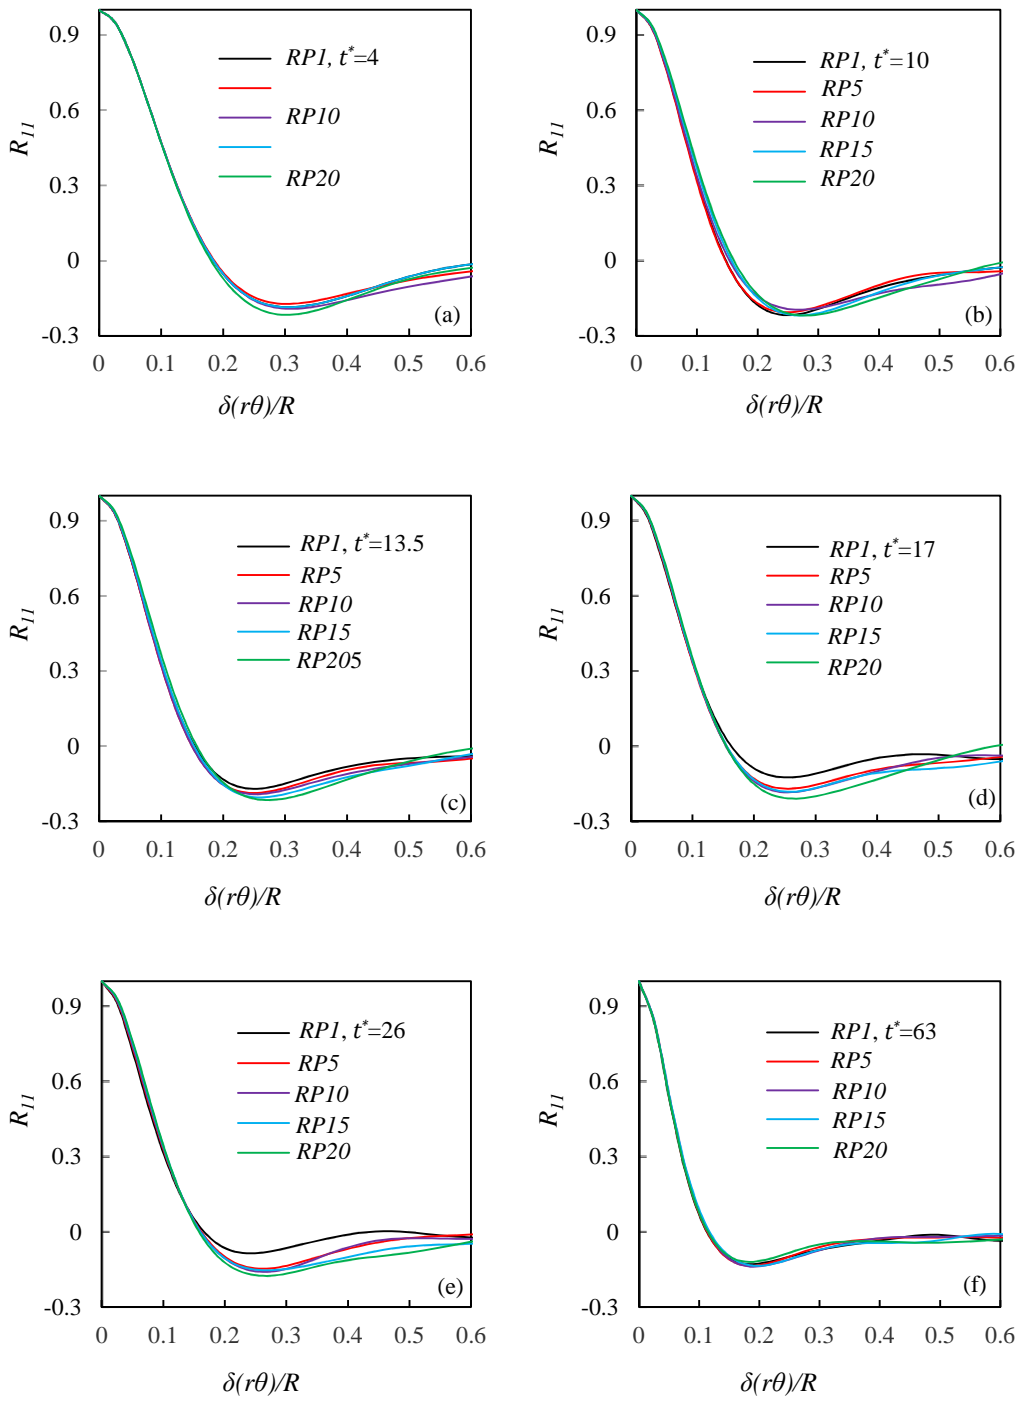 0.9
0.6
0.3
0
-0.3
R11
RP1, t*=4
RP10
RP20
(a)
0 0.1 0.2 0.3 0.4 0.5 0.6
δ(rθ)/R
0.9
0.6
0.3
0
-0.3
R11
RP1, t*=10
RP5
RP10
RP15
RP20
(b)
0 0.1 0.2 0.3 0.4 0.5 0.6
δ(rθ)/R
0.9
0.6
0.3
0
-0.3
R11
RP1, t*=13.5
RP5
RP10
RP15
RP205
(c)
0 0.1 0.2 0.3 0.4 0.5 0.6
δ(rθ)/R
0.9
0.6
0.3
0
-0.3
R11
RP1, t*=17
RP5
RP10
RP15
RP20
(d)
0 0.1 0.2 0.3 0.4 0.5 0.6
δ(rθ)/R
0.9
0.6
0.3
0
-0.3
R11
RP1, t*=26
RP5
RP10
RP15
RP20
(e)
0 0.1 0.2 0.3 0.4 0.5 0.6
δ(rθ)/R
0.9
0.6
0.3
0
-0.3
R11
RP1, t*=63
RP5
RP10
RP15
RP20
(f)
0 0.1 0.2 0.3 0.4 0.5 0.6
δ(rθ)/R